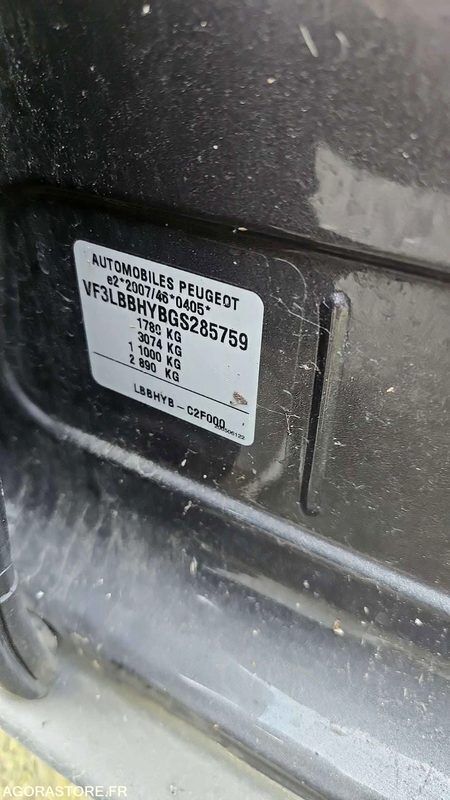 AUTOMOBILES PEUGEOT
e2*2007/46*0405*
VF3LBBHYBGS285759
1780 KG
3074 KG
1 1000 KG
2 890 KG
LBBHYB-C2F000
AGORASTORE.FR